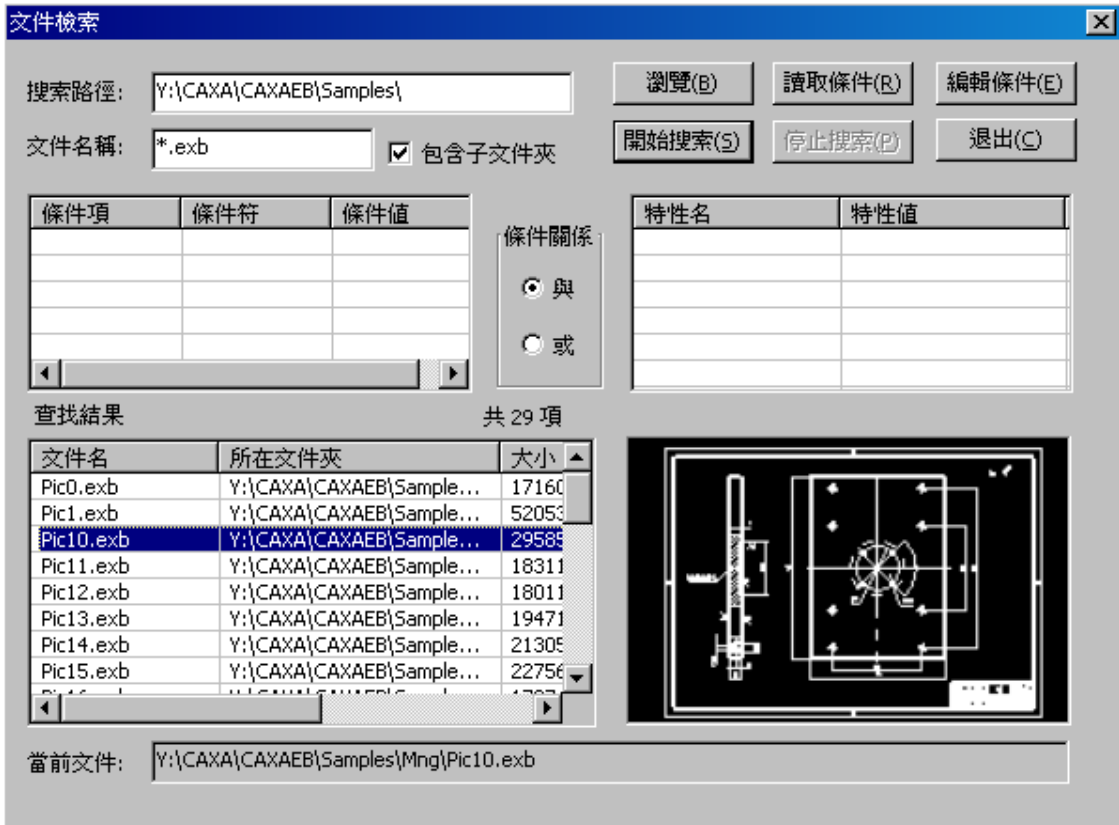 文件檢索
搜索路徑: Y:\CAXA\CAXAEB\Samples\ 瀏覽(B) 讀取條件(R) 編輯條件(E)
文件名稱: *.exb 包含子文件夾 開始搜索(S) 停止搜索(P) 退出(C)
條件項 條件符 條件值 特性名 特性值
條件關係
與
或
查找結果 共 29 項
文件名 所在文件夾 大小
Pic0.exb Y:\CAXA\CAXAEB\Sample... 17160
Pic1.exb Y:\CAXA\CAXAEB\Sample... 52053
Pic10.exb Y:\CAXA\CAXAEB\Sample... 29585
Pic11.exb Y:\CAXA\CAXAEB\Sample... 18311
Pic12.exb Y:\CAXA\CAXAEB\Sample... 18011
Pic13.exb Y:\CAXA\CAXAEB\Sample... 19471
Pic14.exb Y:\CAXA\CAXAEB\Sample... 21305
Pic15.exb Y:\CAXA\CAXAEB\Sample... 22756
當前文件: Y:\CAXA\CAXAEB\Samples\Mng\Pic10.exb